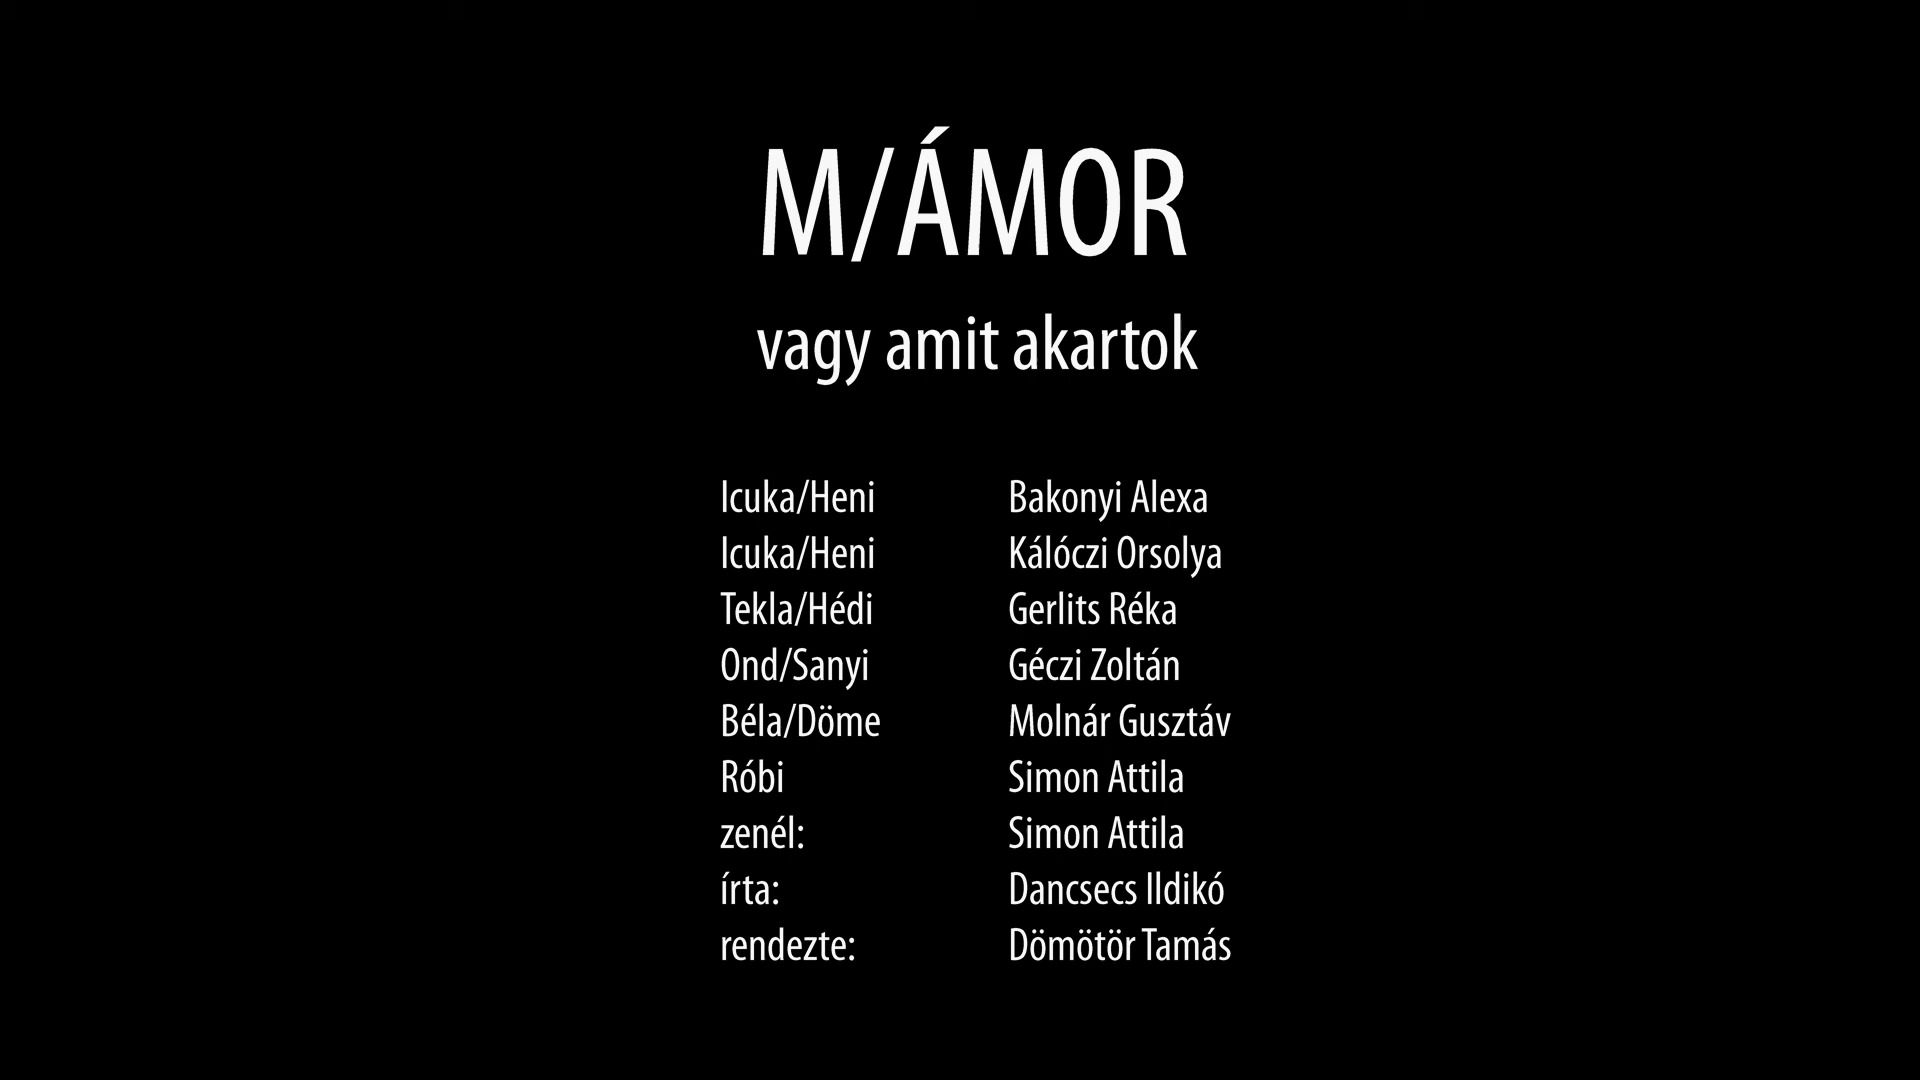 M/ÁMOR
vagy amit akartok
Icuka/Heni Bakonyi Alexa
Icuka/Heni Kálóczi Orsolya
Tekla/Hédi Gerlits Réka
Ond/Sanyi Géczi Zoltán
Béla/Döme Molnár Gusztáv
Róbi Simon Attila
zenél: Simon Attila
írta: Dancsecs Ildikó
rendezte: Dömötör Tamás